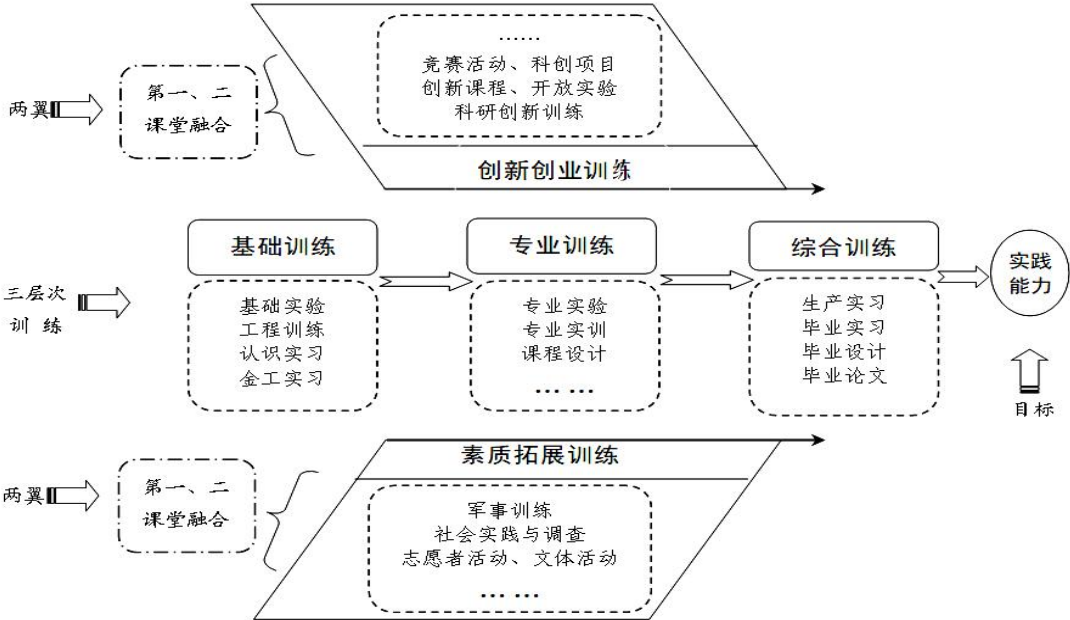 ……
竞赛活动、科创项目
创新课程、开放实验
科研创新训练
创新创业训练
两翼
第一、二
课堂融合
三层次
训 练
基础训练
基础实验
工程训练
认识实习
金工实习
专业训练
专业实验
专业实训
课程设计
… …
综合训练
生产实习
毕业实习
毕业设计
毕业论文
实践
能力
目标
两翼
第一、二
课堂融合
素质拓展训练
军事训练
社会实践与调查
志愿者活动、文体活动
… …